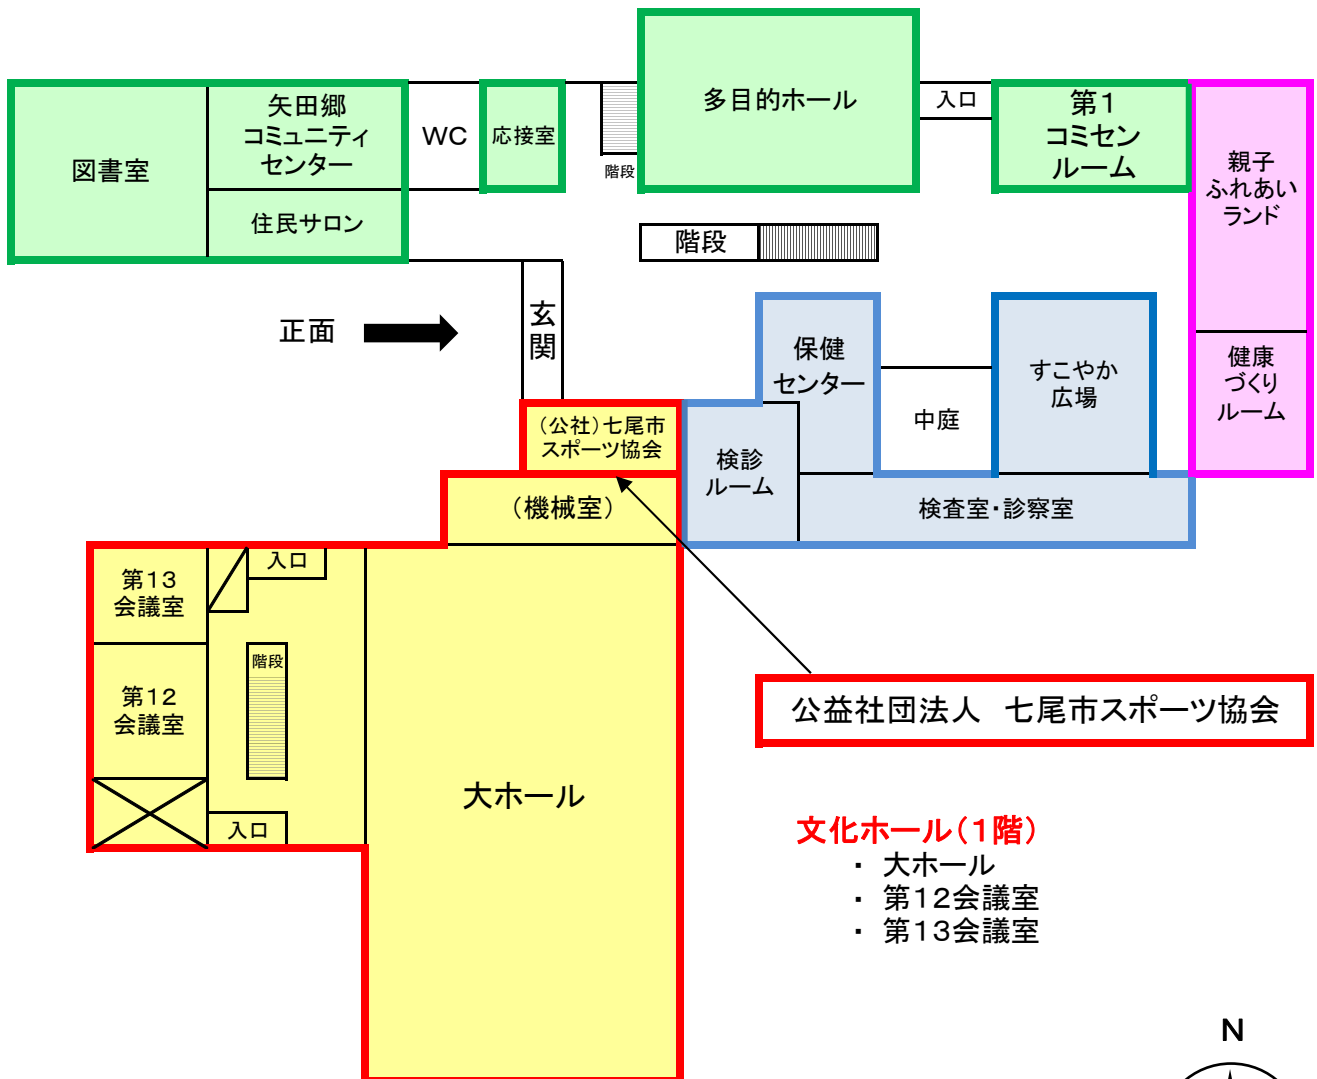 多目的ホール
入口
第1
コミセン
ルーム
矢田郷
コミュニティ
センター
WC
応接室
図書室
階段
親子
ふれあい
ランド
住民サロン
階段
正面
玄
関
保健
センター
すこやか
広場
健康
づくり
ルーム
中庭
(公社)七尾市
スポーツ協会
検診
ルーム
(機械室)
検査室・診察室
入口
第13
会議室
階段
第12
会議室
公益社団法人 七尾市スポーツ協会
大ホール
入口
文化ホール(1階)
・ 大ホール
・ 第12会議室
・ 第13会議室
N